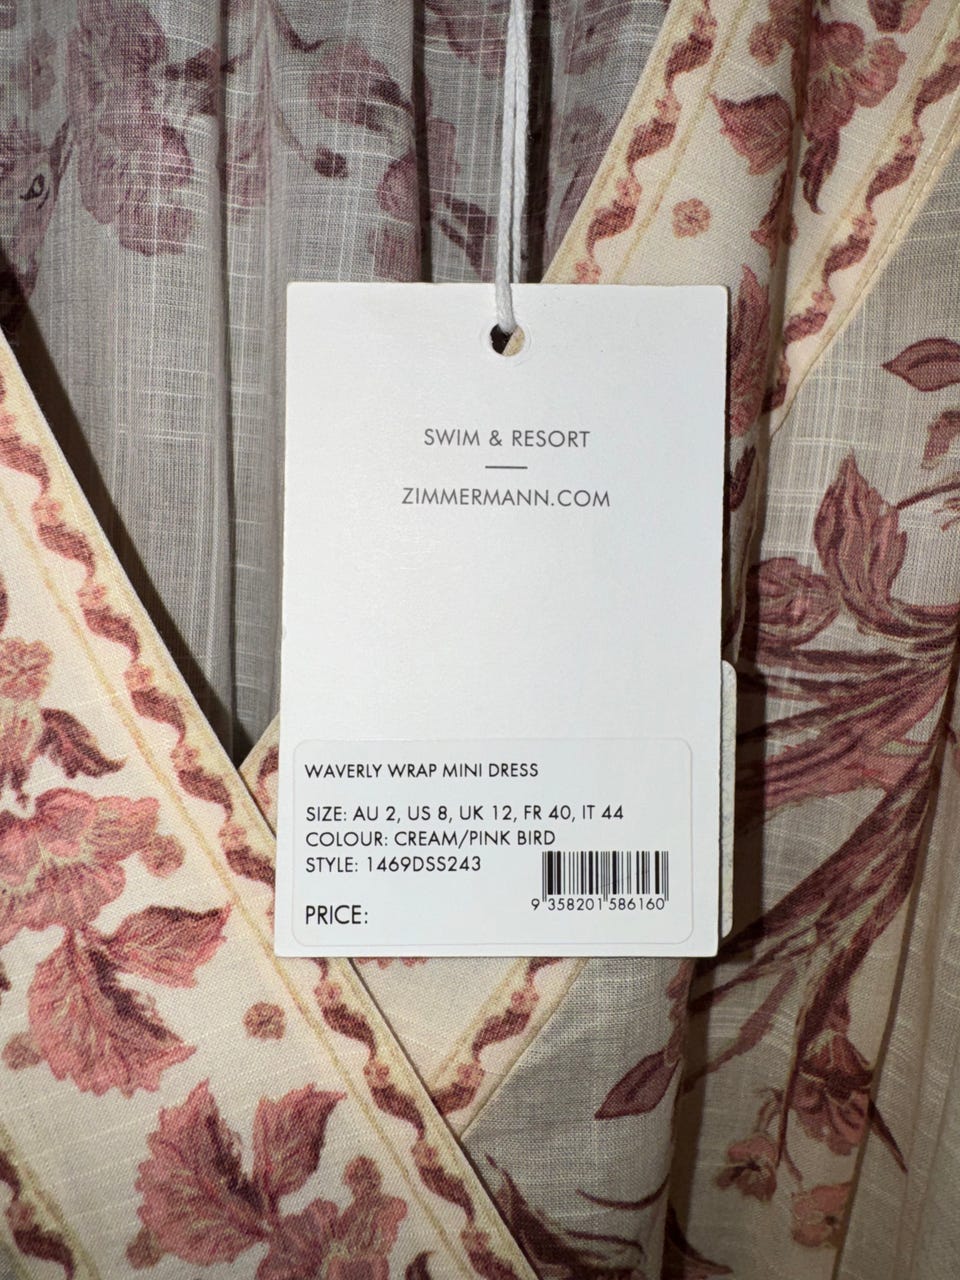 SWIM & RESORT
ZIMMERMANN.COM
WAVERLY WRAP MINI DRESS
SIZE: AU 2, US 8, UK 12, FR 40, IT 44
COLOUR: CREAM/PINK BIRD
STYLE: 1469DSS243
9 358201 586160
PRICE: